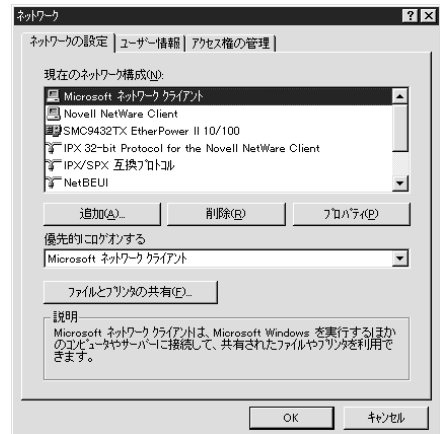 ネットワーク
ネットワークの設定 ユーザー情報 アクセス権の管理
現在のネットワーク構成(N):
Microsoft ネットワーク クライアント
Novell NetWare Client
SMC9432TX EtherPower II 10/100
IPX 32-bit Protocol for the Novell NetWare Client
IPX/SPX 互換プロトコル
NetBEUI
追加(A)... 削除(R) プロパティ(P)
優先的にログオンする
Microsoft ネットワーク クライアント
ファイルとプリンタの共有(F)...
説明
Microsoft ネットワーク クライアントは、Microsoft Windows を実行するほか
のコンピュータやサーバーに接続して、共有されたファイルやプリンタを利用で
きます。
OK キャンセル